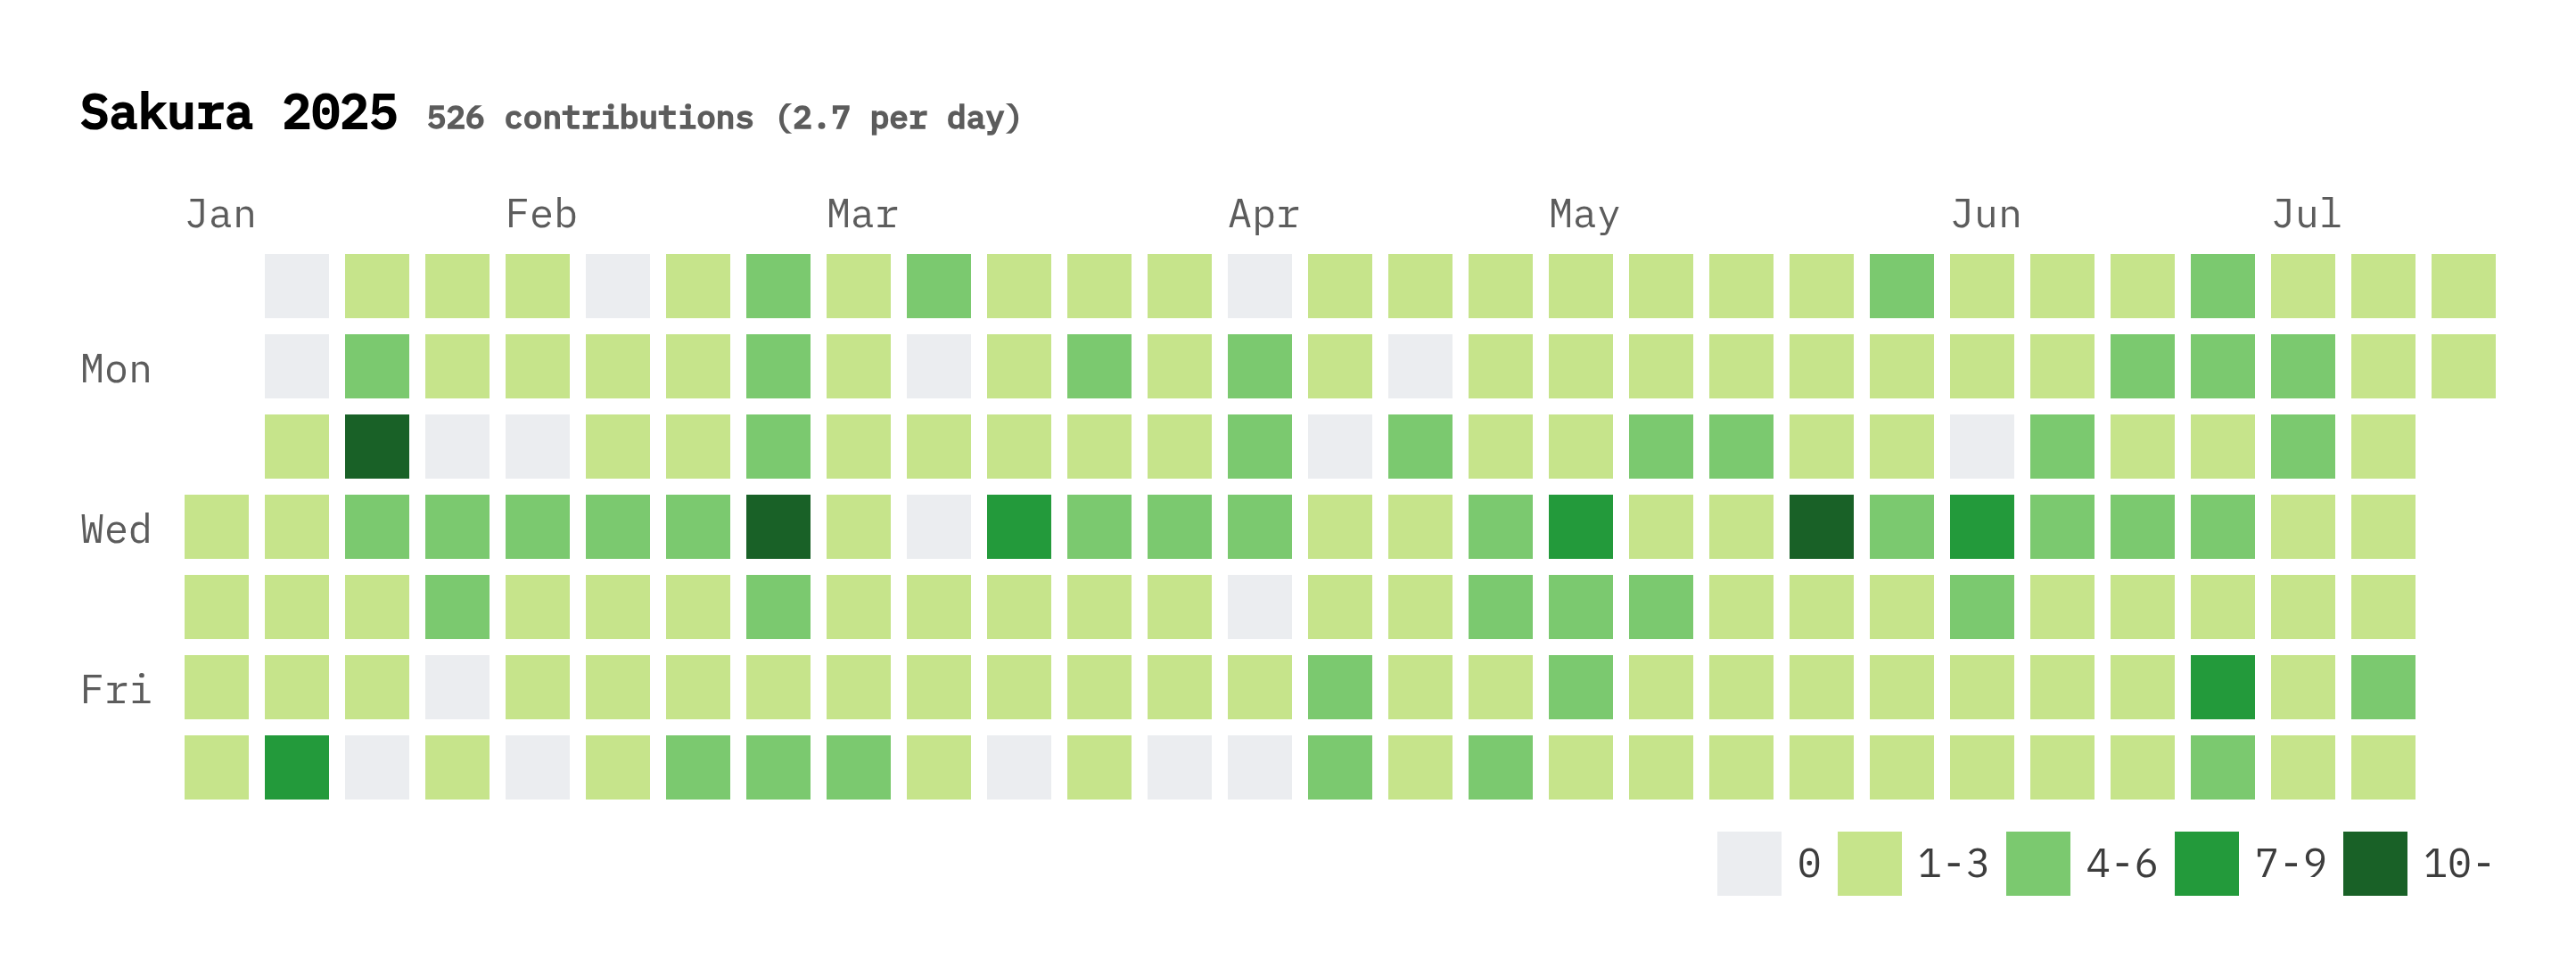 Sakura 2025 526 contributions (2.7 per day)
Jan Feb Mar Apr May Jun Jul
Mon
Wed
Fri
0 1-3 4-6 7-9 10-